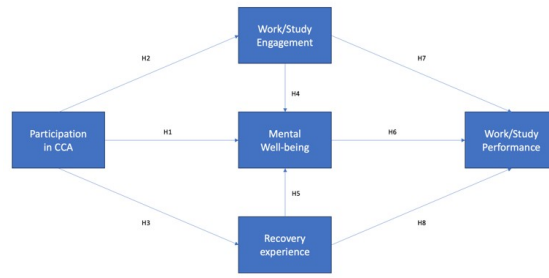 Work/Study
Engagement
H2
H7
H4
Participation
in CCA
H1
Mental
Well-being
H6
Work/Study
Performance
H5
H3
H8
Recovery
experience